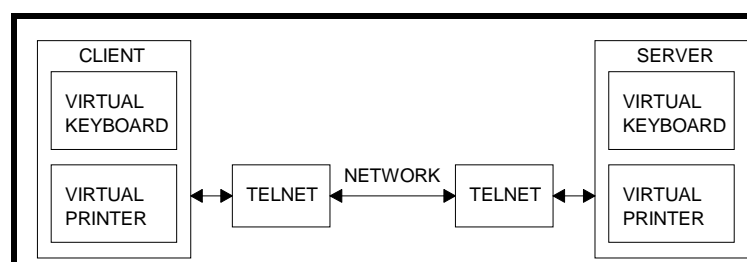 CLIENT
VIRTUAL
KEYBOARD
VIRTUAL
PRINTER
TELNET
NETWORK
TELNET
SERVER
VIRTUAL
KEYBOARD
VIRTUAL
PRINTER